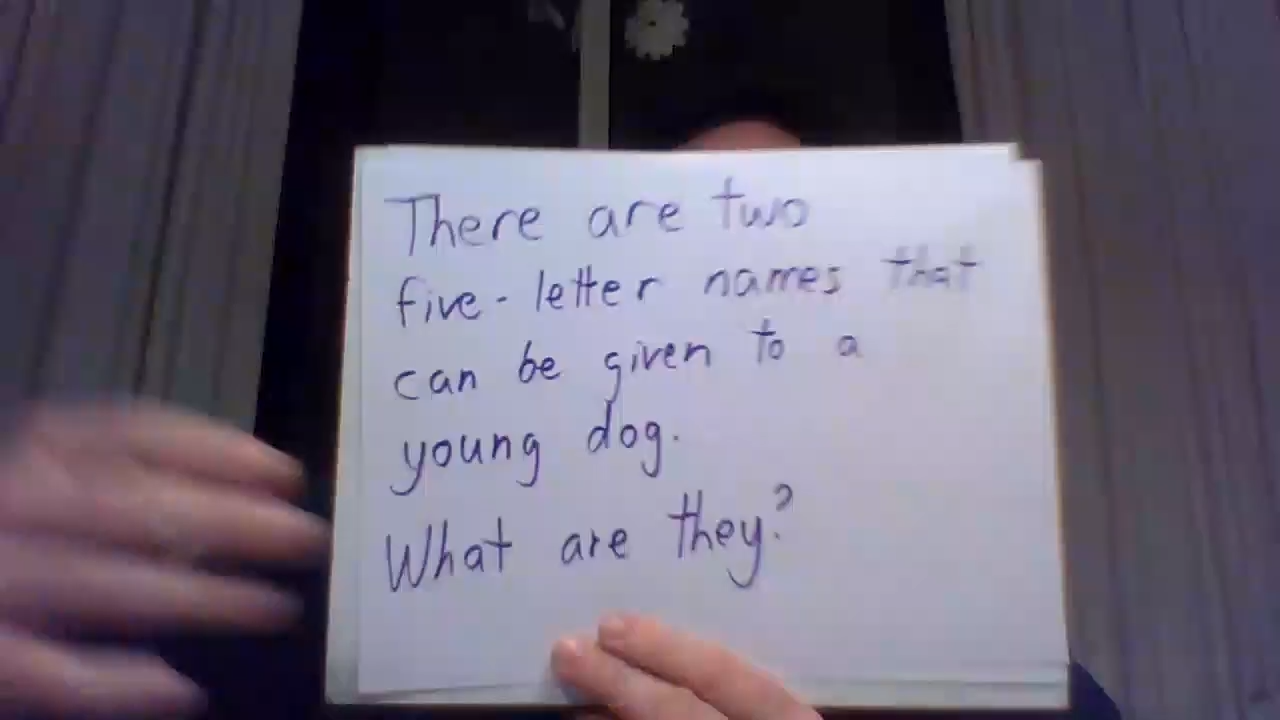 There are two
five-letter names that
can be given to a
young dog.
What are they?